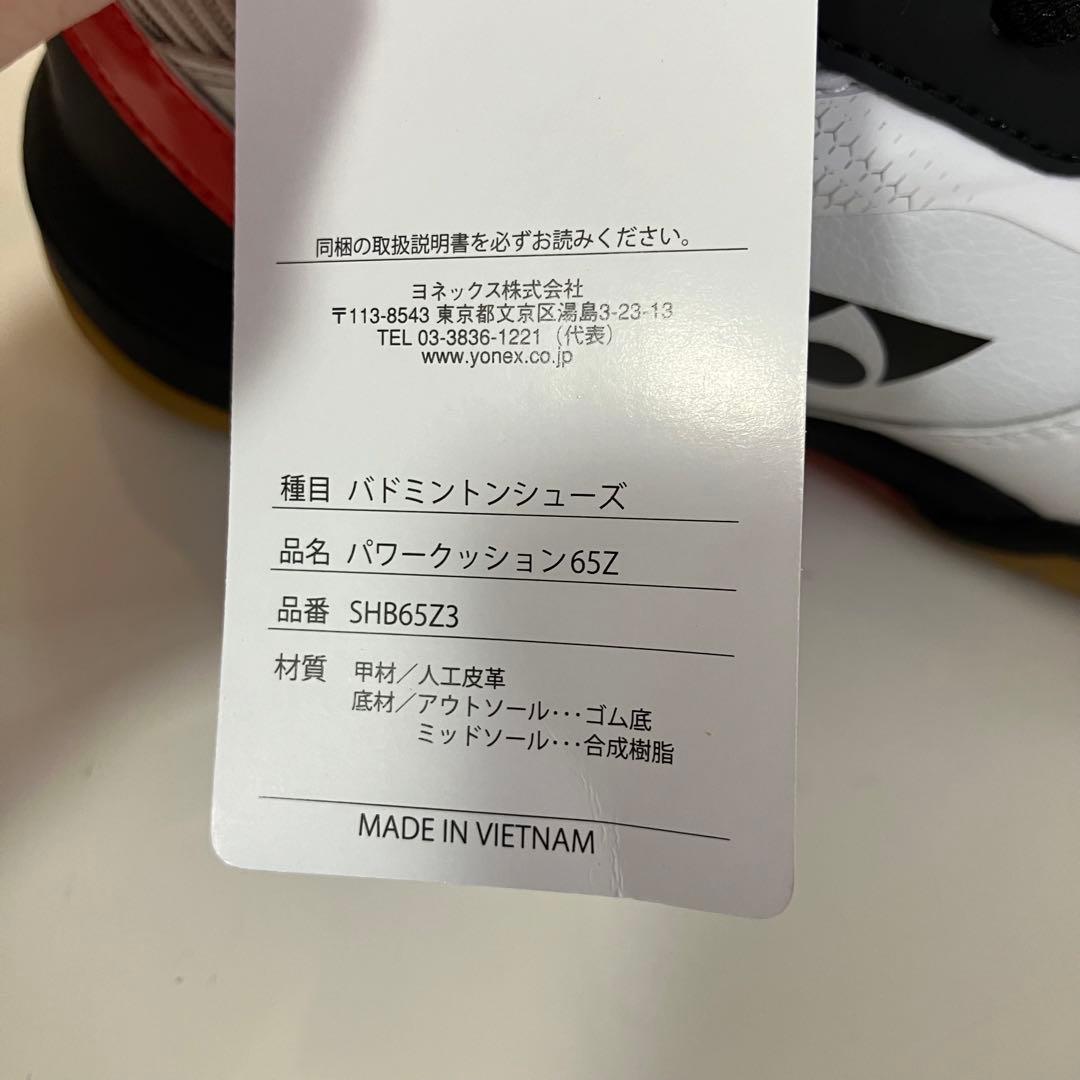 同梱の取扱説明書を必ずお読みください。
ヨネックス株式会社
〒113-8543 東京都文京区湯島3-23-13
TEL 03-3836-1221（代表）
www.yonex.co.jp
種目 バドミントンシューズ
品名 パワークッション65Z
品番 SHB65Z3
材質 甲材／人工皮革
底材／アウトソール･･･ゴム底
ミッドソール･･･合成樹脂
MADE IN VIETNAM